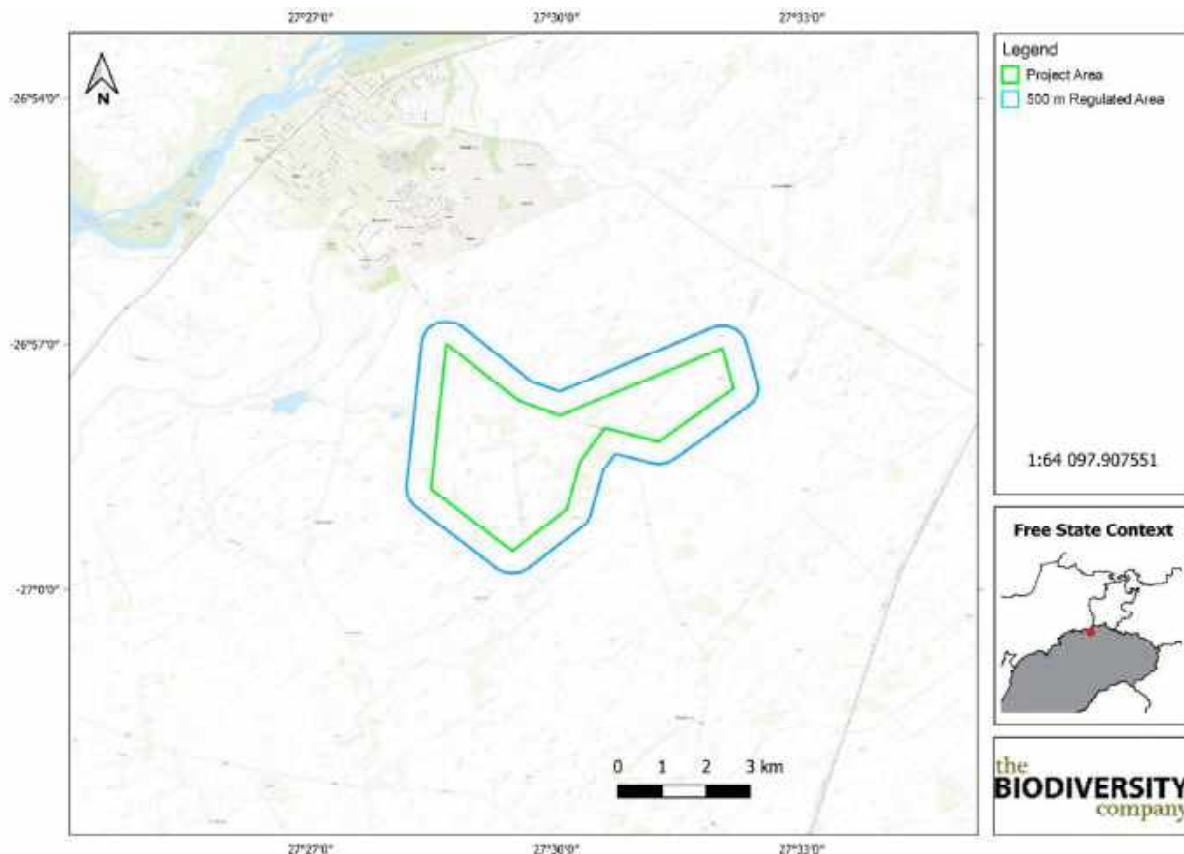 27°27'0"
27°30'0"
27°33'0"
N
-26°54'0"
-26°57'0"
-27°0'0"
0 1 2 3 km
27°27'0"
27°30'0"
27°33'0"
Legend
Project Area
500 m Regulated Area
1:64 097.907551
Free State Context
the
BIODIVERSITY
company